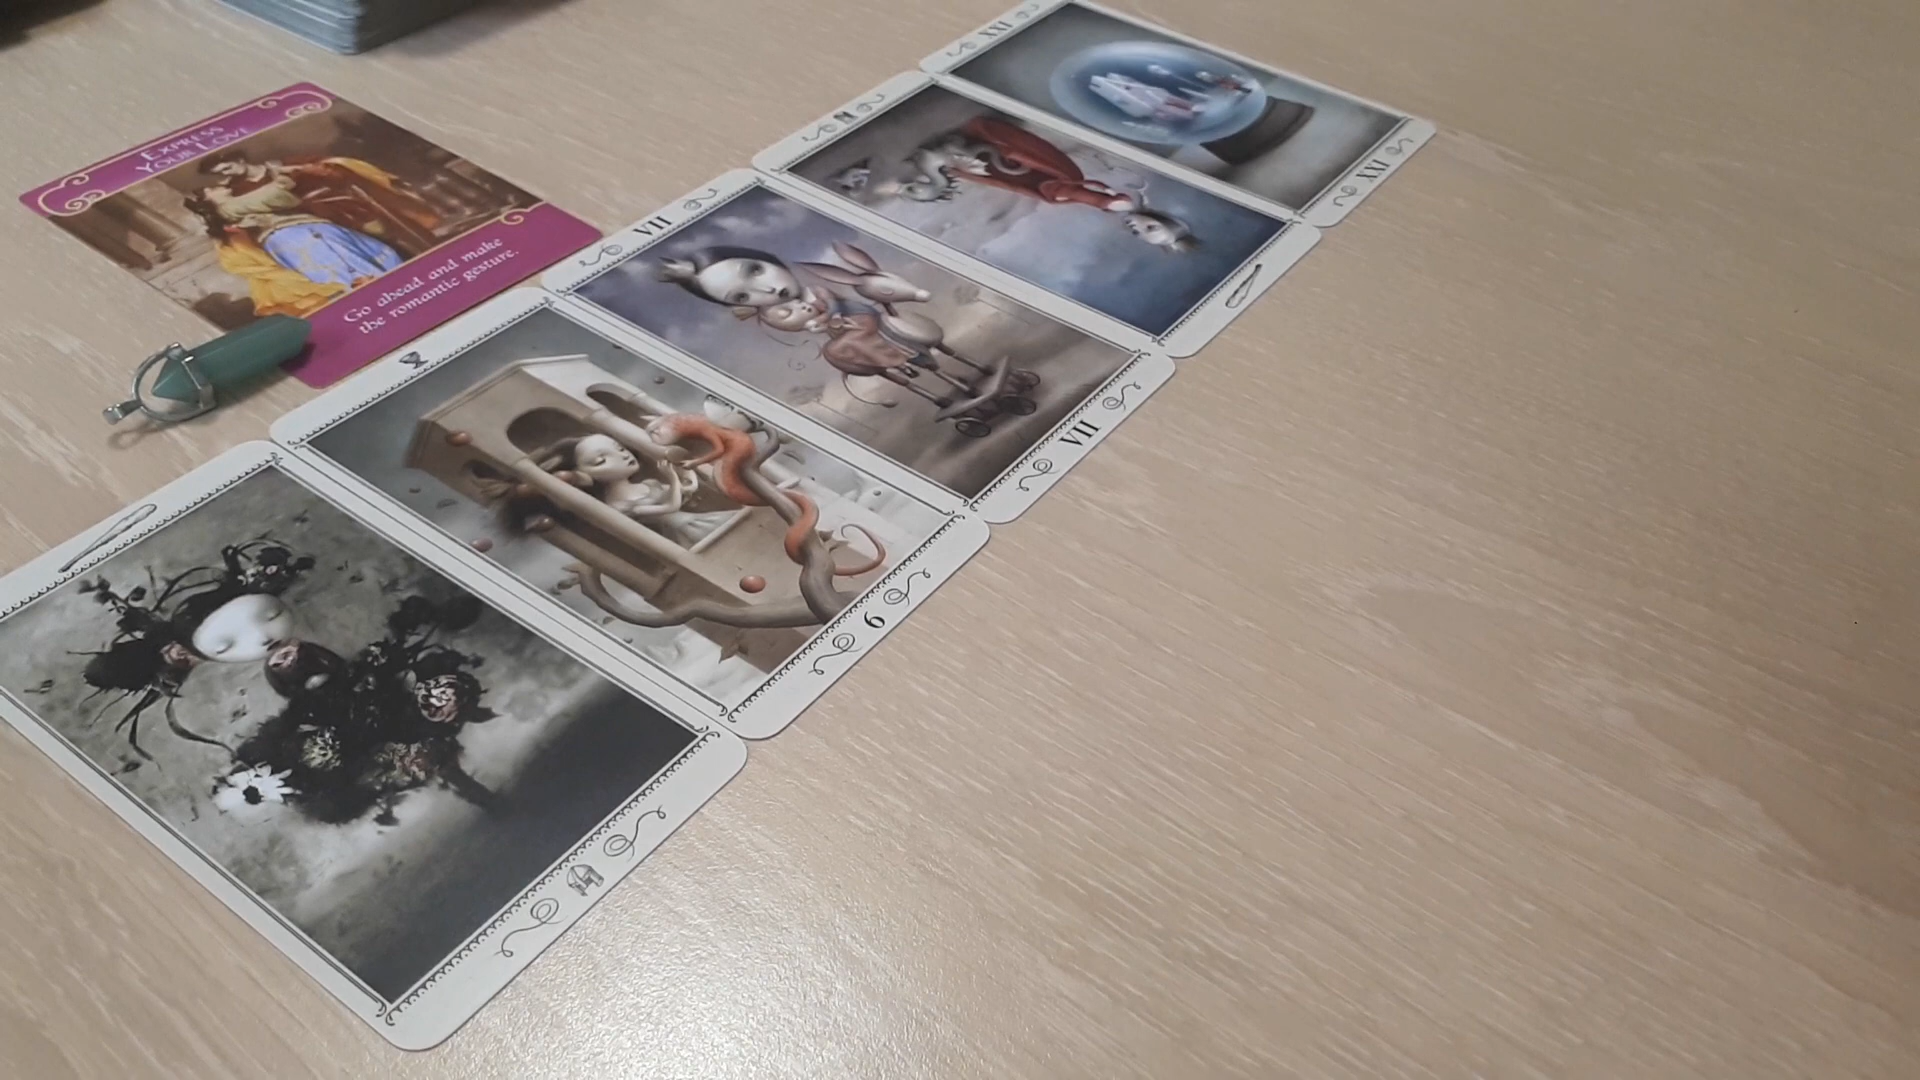 EXPRESS
YOUR LOVE
Go ahead and make
the romantic gesture.
XXI
XXI
VII
VII
6